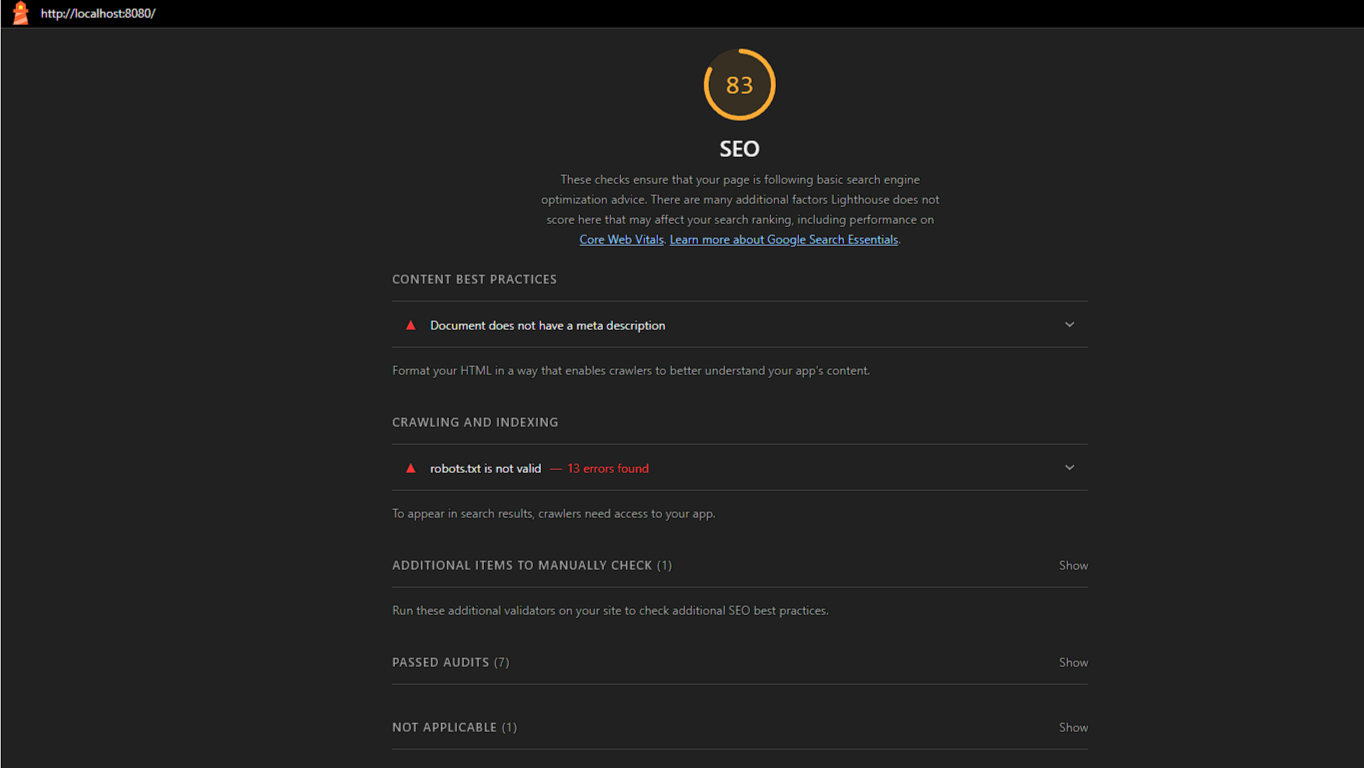 http://localhost:8080/
83
SEO
These checks ensure that your page is following basic search engine
optimization advice. There are many additional factors Lighthouse does not
score here that may affect your search ranking, including performance on
Core Web Vitals. Learn more about Google Search Essentials.
CONTENT BEST PRACTICES
Document does not have a meta description
Format your HTML in a way that enables crawlers to better understand your app's content.
CRAWLING AND INDEXING
robots.txt is not valid — 13 errors found
To appear in search results, crawlers need access to your app.
ADDITIONAL ITEMS TO MANUALLY CHECK (1) Show
Run these additional validators on your site to check additional SEO best practices.
PASSED AUDITS (7) Show
NOT APPLICABLE (1) Show